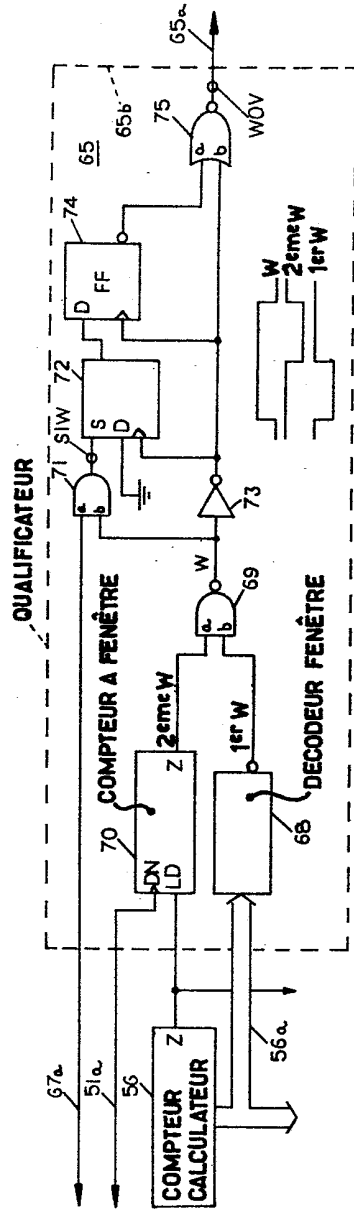 QUALIFICATEUR
67a
51a
56
COMPTEUR
CALCULATEUR
Z
56a
70
DN
LD
Z
COMPTEUR A FENÊTRE
2emeW
1erW
68
DECODEUR FENÊTRE
a
b
69
W
71
a
b
S1W
73
72
S
D
74
D
FF
65
65b
75
a
b
WOV
65a
W
2emeW
1erW